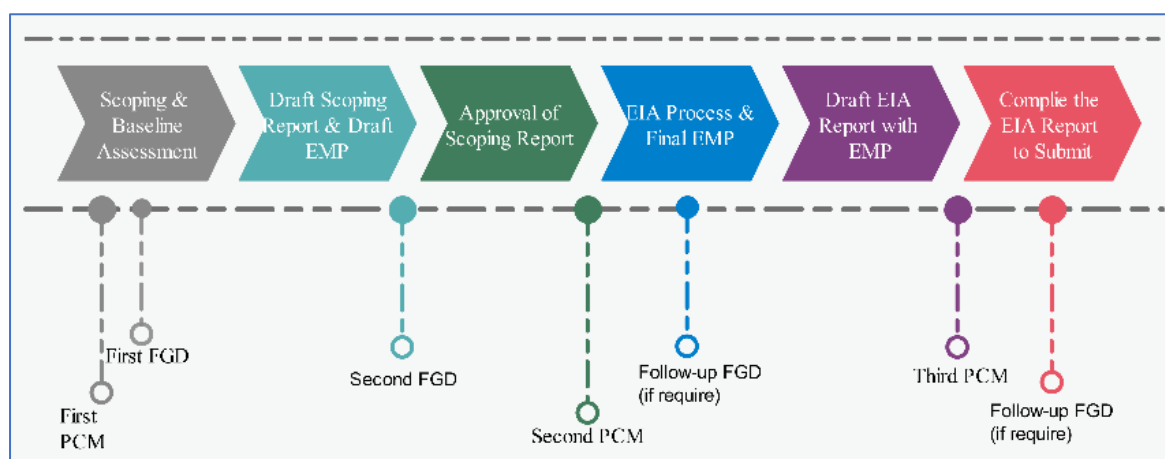 Scoping &
Baseline
Assessment
Draft Scoping
Report & Draft
EMP
Approval of
Scoping Report
EIA Process &
Final EMP
Draft EIA
Report with
EMP
Complie the
EIA Report
to Submit
First FGD
First
PCM
Second FGD
Second PCM
Follow-up FGD
(if require)
Third PCM
Follow-up FGD
(if require)